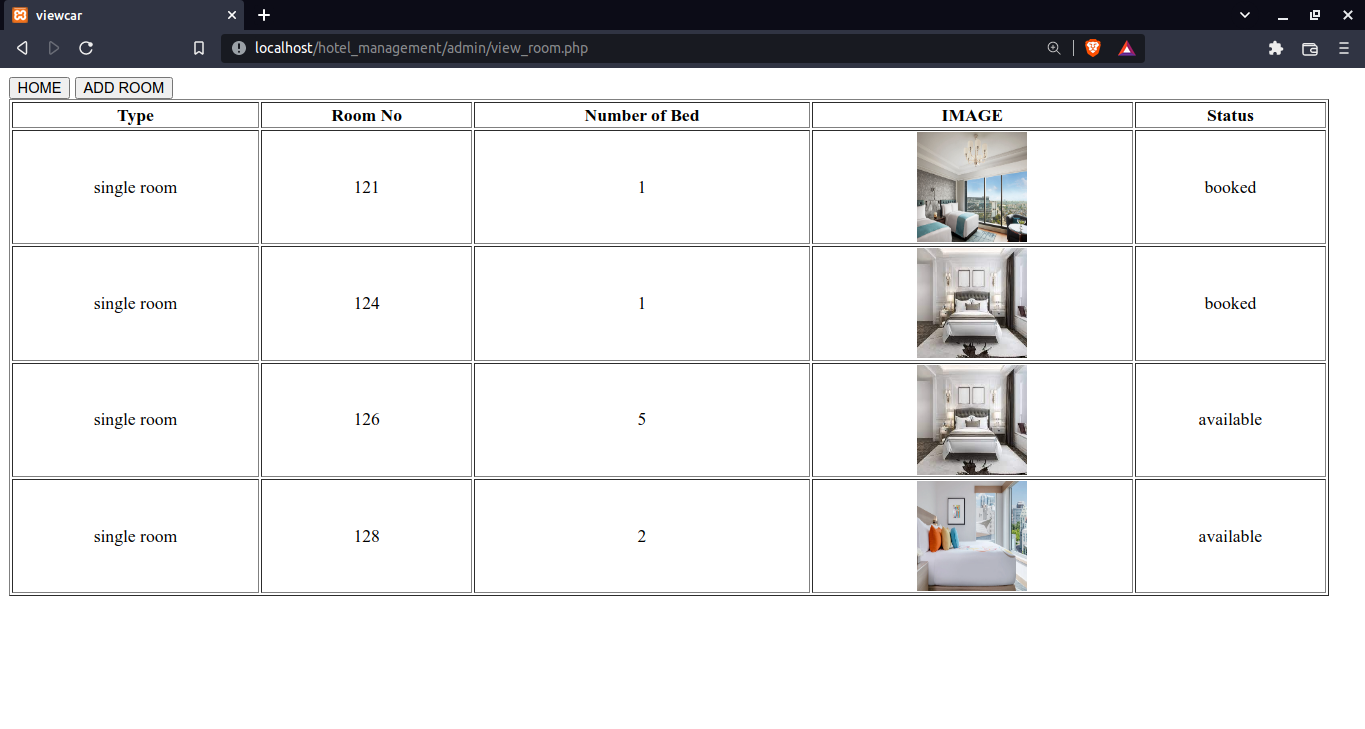 viewcar
localhost/hotel_management/admin/view_room.php
HOME ADD ROOM
Type Room No Number of Bed IMAGE Status
single room 121 1 booked
single room 124 1 booked
single room 126 5 available
single room 128 2 available